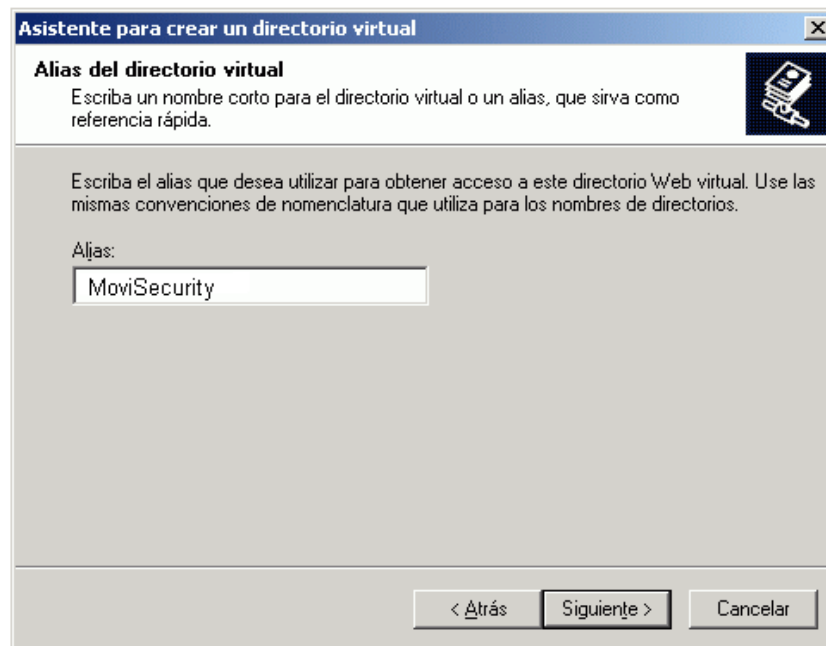 Asistente para crear un directorio virtual
Alias del directorio virtual
Escriba un nombre corto para el directorio virtual o un alias, que sirva como
referencia rápida.
Escriba el alias que desea utilizar para obtener acceso a este directorio Web virtual. Use las
mismas convenciones de nomenclatura que utiliza para los nombres de directorios.
Alias:
MoviSecurity
< Atrás Siguiente > Cancelar